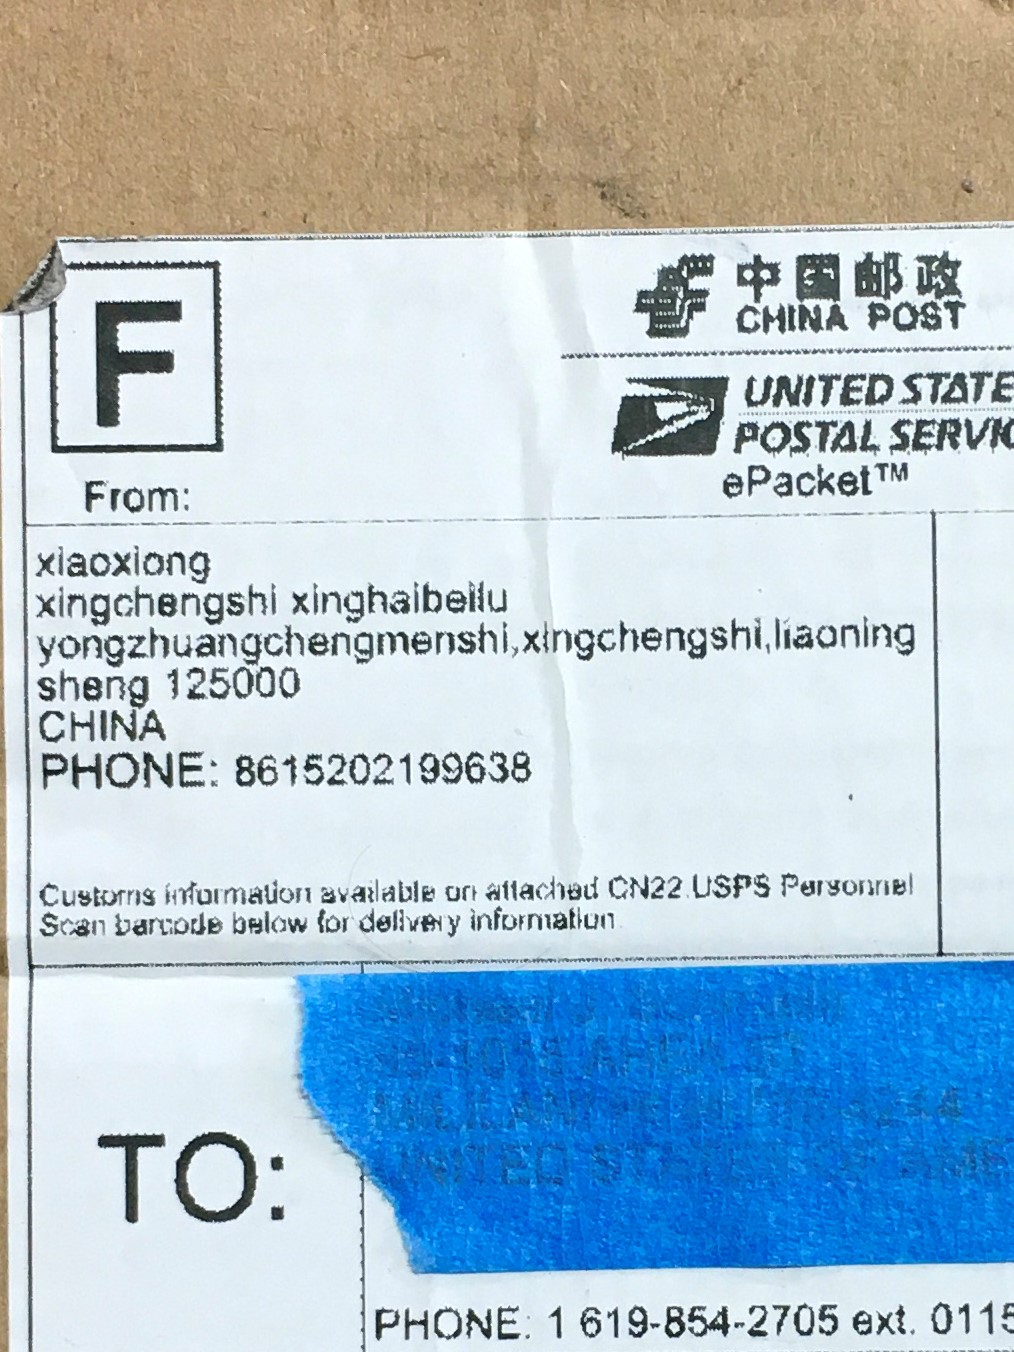 F
中国邮政
CHINA POST
UNITED STATE
POSTAL SERVIC
ePacket™
From:
xiaoxiong
xingchengshi xinghaibeilu
yongzhuangchengmenshi,xingchengshi,liaoning
sheng 125000
CHINA
PHONE: 8615202199638
Customs information available on attached CN22.USPS Personnel
Scan barcode below for delivery information.
TO:
PHONE: 1 619-854-2705 ext. 0115